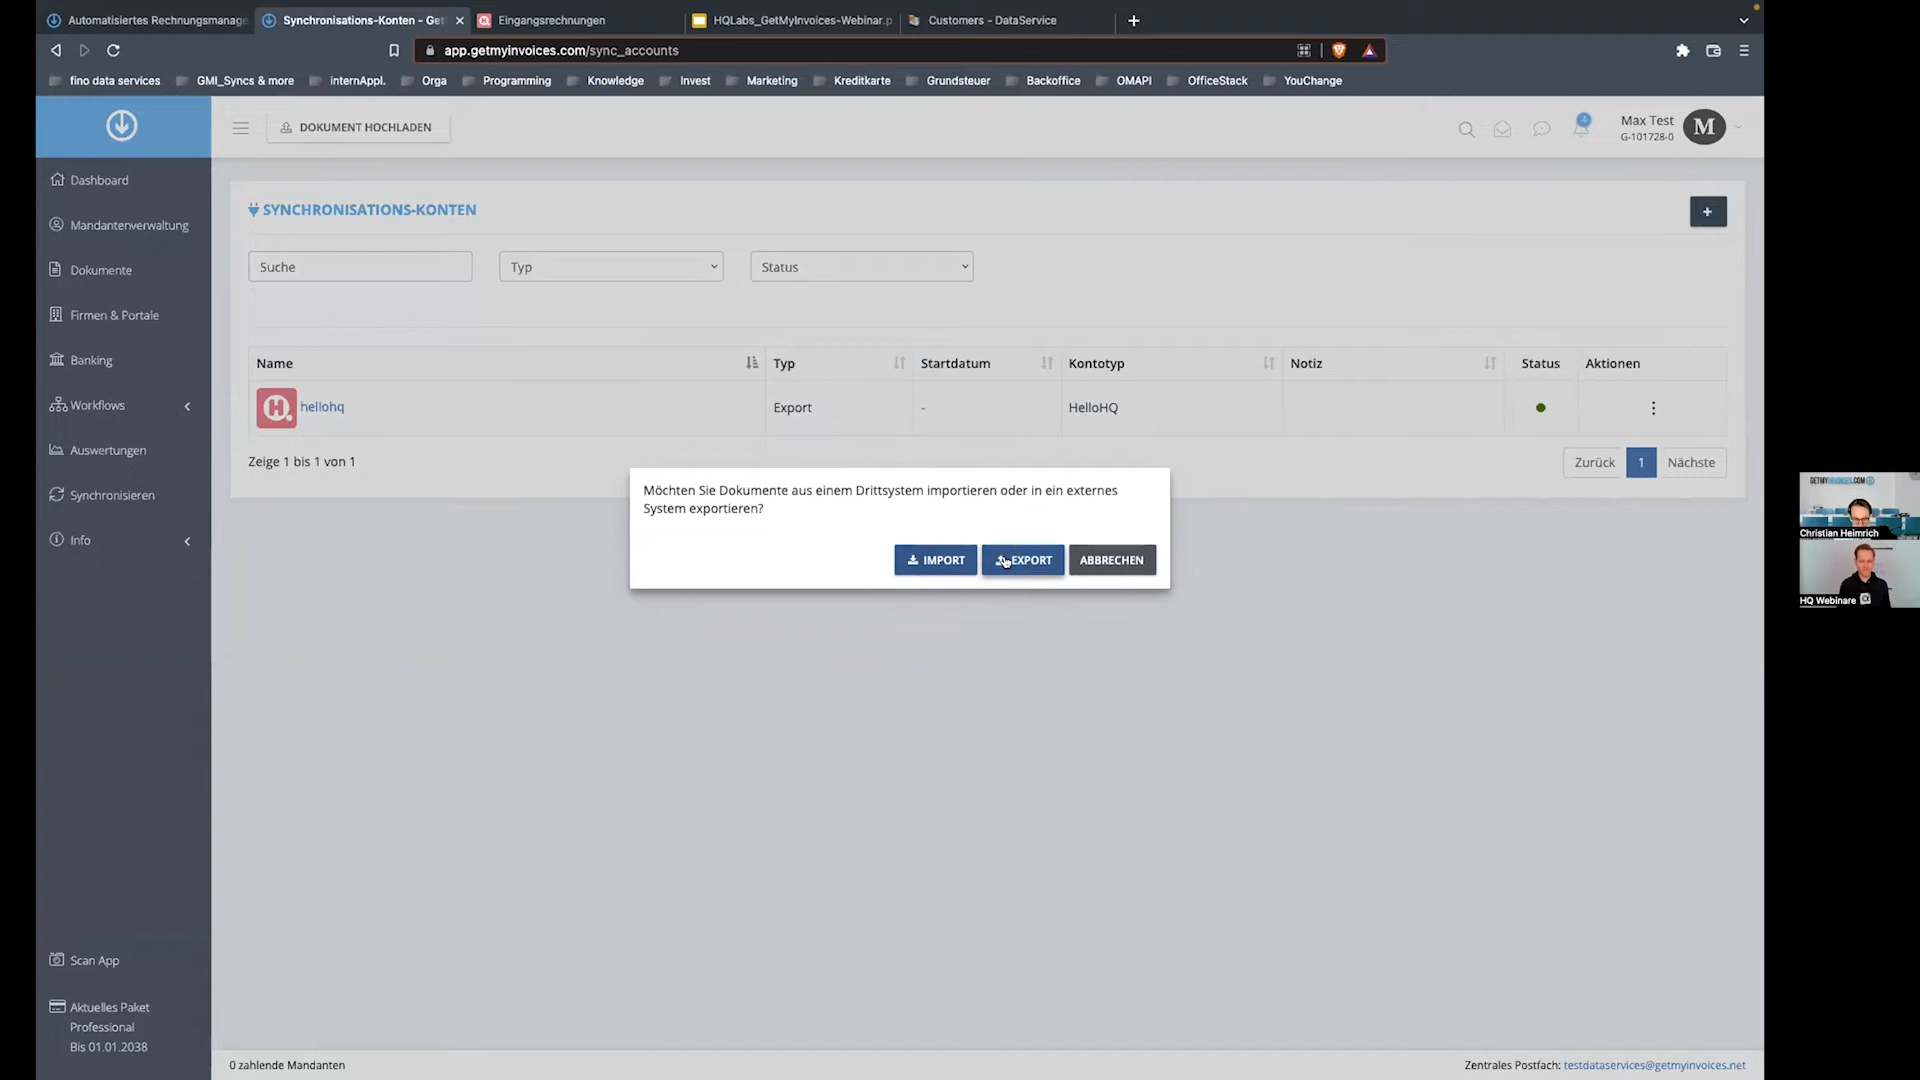 Automatisiertes Rechnungsmanage
Synchronisations-Konten - Get
Eingangsrechnungen
HQLabs_GetMyInvoices-Webinar.p
Customers - DataService
app.getmyinvoices.com/sync_accounts
fino data services
GMI_Syncs & more
internAppl.
Orga
Programming
Knowledge
Invest
Marketing
Kreditkarte
Grundsteuer
Backoffice
OMAPI
OfficeStack
YouChange
DOKUMENT HOCHLADEN
4
Max Test
G-101728-0
M
Dashboard
Mandantenverwaltung
Dokumente
Firmen & Portale
Banking
Workflows
Auswertungen
Synchronisieren
Info
SYNCHRONISATIONS-KONTEN
+
Suche
Typ
Status
Name
Typ
Startdatum
Kontotyp
Notiz
Status
Aktionen
H
hellohq
Export
-
HelloHQ
Zeige 1 bis 1 von 1
Zurück
1
Nächste
Möchten Sie Dokumente aus einem Drittsystem importieren oder in ein externes
System exportieren?
IMPORT
EXPORT
ABBRECHEN
GETMYINVOICES.COM
Christian Heimrich
HQ Webinare
Scan App
Aktuelles Paket
Professional
Bis 01.01.2038
0 zahlende Mandanten
Zentrales Postfach: testdataservices@getmyinvoices.net